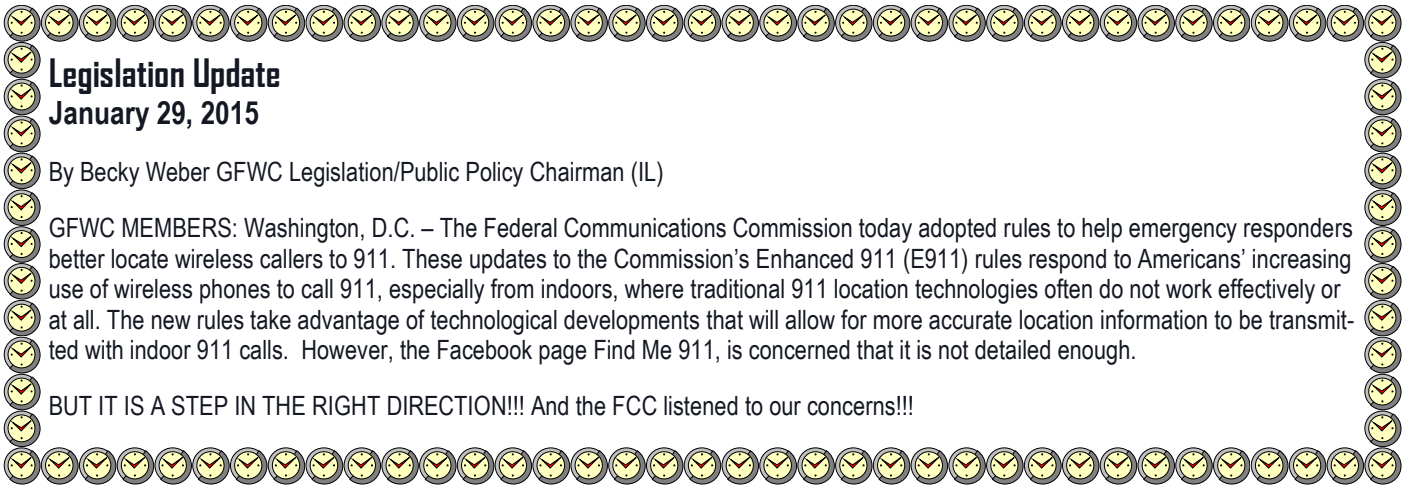 Legislation Update
January 29, 2015
By Becky Weber GFWC Legislation/Public Policy Chairman (IL)
GFWC MEMBERS: Washington, D.C. – The Federal Communications Commission today adopted rules to help emergency responders
better locate wireless callers to 911. These updates to the Commission’s Enhanced 911 (E911) rules respond to Americans’ increasing
use of wireless phones to call 911, especially from indoors, where traditional 911 location technologies often do not work effectively or
at all. The new rules take advantage of technological developments that will allow for more accurate location information to be transmit-
ted with indoor 911 calls.  However, the Facebook page Find Me 911, is concerned that it is not detailed enough.
BUT IT IS A STEP IN THE RIGHT DIRECTION!!! And the FCC listened to our concerns!!!